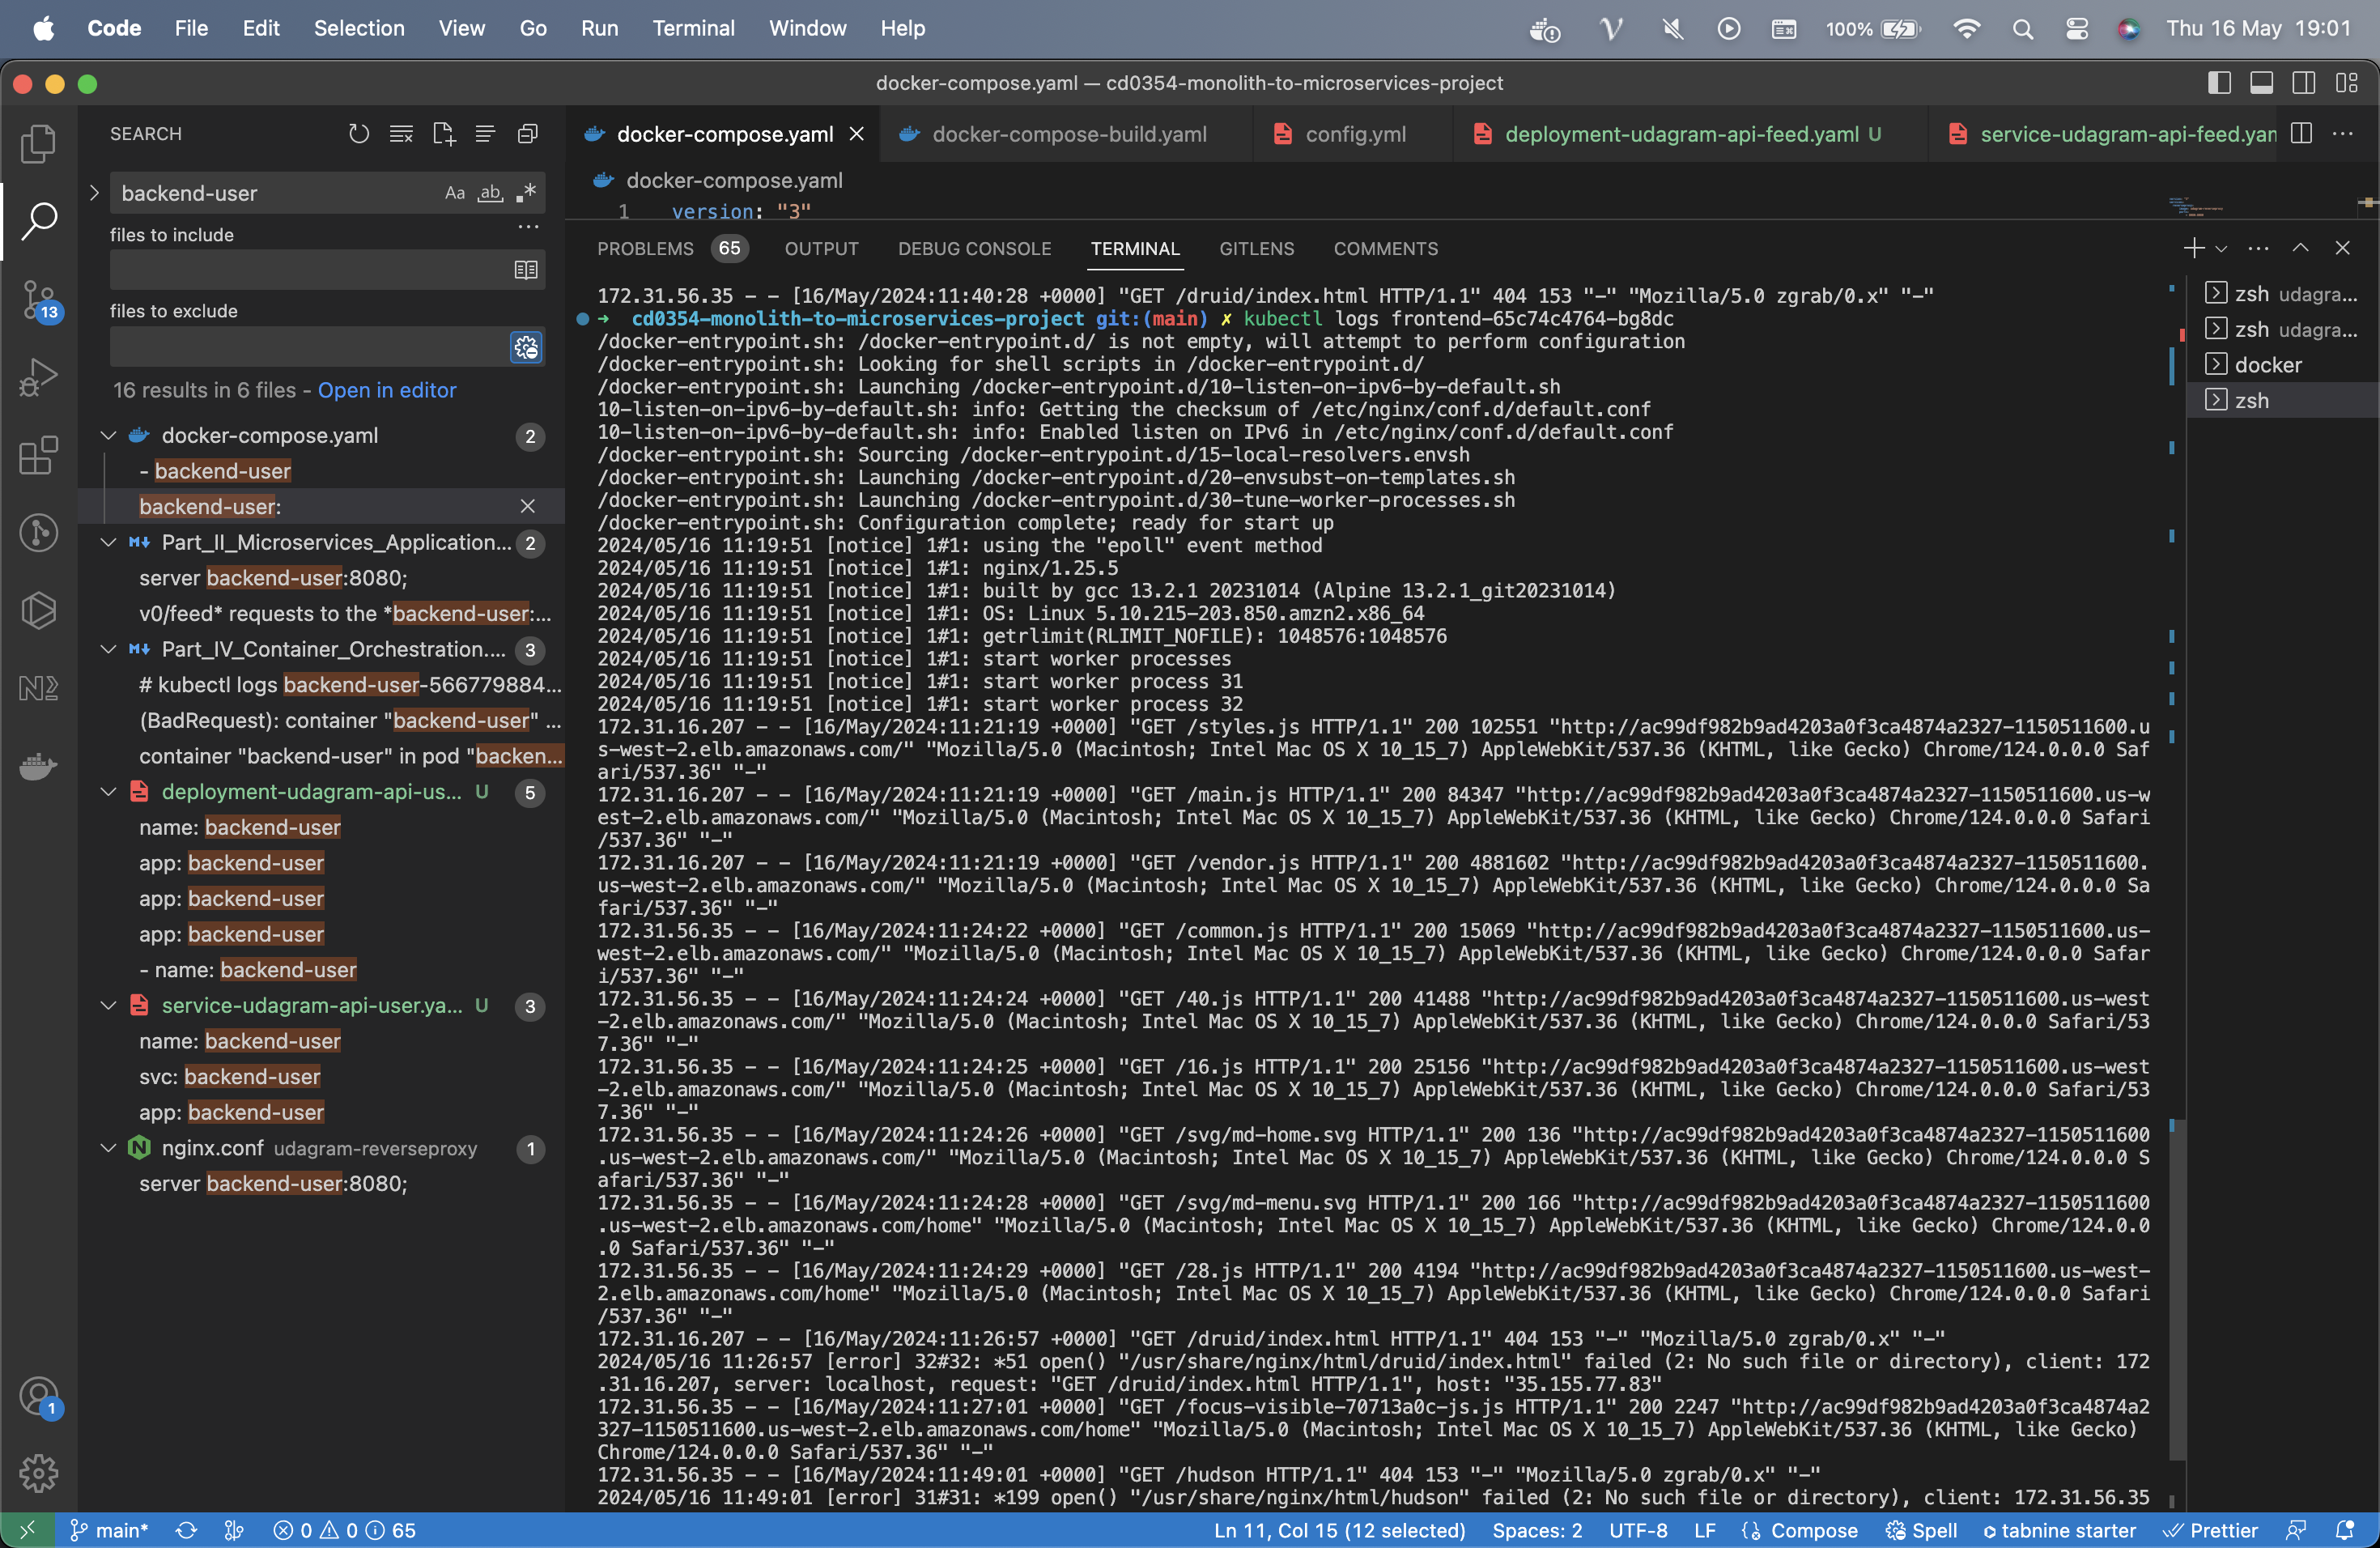 Code File Edit Selection View Go Run Terminal Window Help 100% Thu 16 May 19:01
docker-compose.yaml — cd0354-monolith-to-microservices-project
SEARCH
backend-user
Aa ab
files to include
files to exclude
16 results in 6 files - Open in editor
docker-compose.yaml 2
- backend-user
backend-user:
Part_II_Microservices_Application... 2
server backend-user:8080;
v0/feed* requests to the *backend-user:...
Part_IV_Container_Orchestration.... 3
# kubectl logs backend-user-566779884...
(BadRequest): container "backend-user" ...
container "backend-user" in pod "backen...
deployment-udagram-api-us... U 5
name: backend-user
app: backend-user
app: backend-user
app: backend-user
- name: backend-user
service-udagram-api-user.ya... U 3
name: backend-user
svc: backend-user
app: backend-user
nginx.conf udagram-reverseproxy 1
server backend-user:8080;
13
1
docker-compose.yaml docker-compose-build.yaml config.yml deployment-udagram-api-feed.yaml U service-udagram-api-feed.yam
docker-compose.yaml
1 version: "3"
PROBLEMS 65 OUTPUT DEBUG CONSOLE TERMINAL GITLENS COMMENTS
172.31.56.35 - - [16/May/2024:11:40:28 +0000] "GET /druid/index.html HTTP/1.1" 404 153 "-" "Mozilla/5.0 zgrab/0.x" "-"
➜ cd0354-monolith-to-microservices-project git:(main) ✗ kubectl logs frontend-65c74c4764-bg8dc
/docker-entrypoint.sh: /docker-entrypoint.d/ is not empty, will attempt to perform configuration
/docker-entrypoint.sh: Looking for shell scripts in /docker-entrypoint.d/
/docker-entrypoint.sh: Launching /docker-entrypoint.d/10-listen-on-ipv6-by-default.sh
10-listen-on-ipv6-by-default.sh: info: Getting the checksum of /etc/nginx/conf.d/default.conf
10-listen-on-ipv6-by-default.sh: info: Enabled listen on IPv6 in /etc/nginx/conf.d/default.conf
/docker-entrypoint.sh: Sourcing /docker-entrypoint.d/15-local-resolvers.envsh
/docker-entrypoint.sh: Launching /docker-entrypoint.d/20-envsubst-on-templates.sh
/docker-entrypoint.sh: Launching /docker-entrypoint.d/30-tune-worker-processes.sh
/docker-entrypoint.sh: Configuration complete; ready for start up
2024/05/16 11:19:51 [notice] 1#1: using the "epoll" event method
2024/05/16 11:19:51 [notice] 1#1: nginx/1.25.5
2024/05/16 11:19:51 [notice] 1#1: built by gcc 13.2.1 20231014 (Alpine 13.2.1_git20231014)
2024/05/16 11:19:51 [notice] 1#1: OS: Linux 5.10.215-203.850.amzn2.x86_64
2024/05/16 11:19:51 [notice] 1#1: getrlimit(RLIMIT_NOFILE): 1048576:1048576
2024/05/16 11:19:51 [notice] 1#1: start worker processes
2024/05/16 11:19:51 [notice] 1#1: start worker process 31
2024/05/16 11:19:51 [notice] 1#1: start worker process 32
172.31.16.207 - - [16/May/2024:11:21:19 +0000] "GET /styles.js HTTP/1.1" 200 102551 "http://ac99df982b9ad4203a0f3ca4874a2327-1150511600.u
s-west-2.elb.amazonaws.com/" "Mozilla/5.0 (Macintosh; Intel Mac OS X 10_15_7) AppleWebKit/537.36 (KHTML, like Gecko) Chrome/124.0.0.0 Saf
ari/537.36" "-"
172.31.16.207 - - [16/May/2024:11:21:19 +0000] "GET /main.js HTTP/1.1" 200 84347 "http://ac99df982b9ad4203a0f3ca4874a2327-1150511600.us-w
est-2.elb.amazonaws.com/" "Mozilla/5.0 (Macintosh; Intel Mac OS X 10_15_7) AppleWebKit/537.36 (KHTML, like Gecko) Chrome/124.0.0.0 Safari
/537.36" "-"
172.31.16.207 - - [16/May/2024:11:21:19 +0000] "GET /vendor.js HTTP/1.1" 200 4881602 "http://ac99df982b9ad4203a0f3ca4874a2327-1150511600.
us-west-2.elb.amazonaws.com/" "Mozilla/5.0 (Macintosh; Intel Mac OS X 10_15_7) AppleWebKit/537.36 (KHTML, like Gecko) Chrome/124.0.0.0 Sa
fari/537.36" "-"
172.31.56.35 - - [16/May/2024:11:24:22 +0000] "GET /common.js HTTP/1.1" 200 15069 "http://ac99df982b9ad4203a0f3ca4874a2327-1150511600.us-
west-2.elb.amazonaws.com/" "Mozilla/5.0 (Macintosh; Intel Mac OS X 10_15_7) AppleWebKit/537.36 (KHTML, like Gecko) Chrome/124.0.0.0 Safar
i/537.36" "-"
172.31.56.35 - - [16/May/2024:11:24:24 +0000] "GET /40.js HTTP/1.1" 200 41488 "http://ac99df982b9ad4203a0f3ca4874a2327-1150511600.us-west
-2.elb.amazonaws.com/" "Mozilla/5.0 (Macintosh; Intel Mac OS X 10_15_7) AppleWebKit/537.36 (KHTML, like Gecko) Chrome/124.0.0.0 Safari/53
7.36" "-"
172.31.56.35 - - [16/May/2024:11:24:25 +0000] "GET /16.js HTTP/1.1" 200 25156 "http://ac99df982b9ad4203a0f3ca4874a2327-1150511600.us-west
-2.elb.amazonaws.com/" "Mozilla/5.0 (Macintosh; Intel Mac OS X 10_15_7) AppleWebKit/537.36 (KHTML, like Gecko) Chrome/124.0.0.0 Safari/53
7.36" "-"
172.31.56.35 - - [16/May/2024:11:24:26 +0000] "GET /svg/md-home.svg HTTP/1.1" 200 136 "http://ac99df982b9ad4203a0f3ca4874a2327-1150511600
.us-west-2.elb.amazonaws.com/" "Mozilla/5.0 (Macintosh; Intel Mac OS X 10_15_7) AppleWebKit/537.36 (KHTML, like Gecko) Chrome/124.0.0.0 S
afari/537.36" "-"
172.31.56.35 - - [16/May/2024:11:24:28 +0000] "GET /svg/md-menu.svg HTTP/1.1" 200 166 "http://ac99df982b9ad4203a0f3ca4874a2327-1150511600
.us-west-2.elb.amazonaws.com/home" "Mozilla/5.0 (Macintosh; Intel Mac OS X 10_15_7) AppleWebKit/537.36 (KHTML, like Gecko) Chrome/124.0.0
.0 Safari/537.36" "-"
172.31.56.35 - - [16/May/2024:11:24:29 +0000] "GET /28.js HTTP/1.1" 200 4194 "http://ac99df982b9ad4203a0f3ca4874a2327-1150511600.us-west-
2.elb.amazonaws.com/home" "Mozilla/5.0 (Macintosh; Intel Mac OS X 10_15_7) AppleWebKit/537.36 (KHTML, like Gecko) Chrome/124.0.0.0 Safari
/537.36" "-"
172.31.16.207 - - [16/May/2024:11:26:57 +0000] "GET /druid/index.html HTTP/1.1" 404 153 "-" "Mozilla/5.0 zgrab/0.x" "-"
2024/05/16 11:26:57 [error] 32#32: *51 open() "/usr/share/nginx/html/druid/index.html" failed (2: No such file or directory), client: 172
.31.16.207, server: localhost, request: "GET /druid/index.html HTTP/1.1", host: "35.155.77.83"
172.31.56.35 - - [16/May/2024:11:27:01 +0000] "GET /focus-visible-70713a0c-js.js HTTP/1.1" 200 2247 "http://ac99df982b9ad4203a0f3ca4874a2
327-1150511600.us-west-2.elb.amazonaws.com/home" "Mozilla/5.0 (Macintosh; Intel Mac OS X 10_15_7) AppleWebKit/537.36 (KHTML, like Gecko)
Chrome/124.0.0.0 Safari/537.36" "-"
172.31.56.35 - - [16/May/2024:11:49:01 +0000] "GET /hudson HTTP/1.1" 404 153 "-" "Mozilla/5.0 zgrab/0.x" "-"
2024/05/16 11:49:01 [error] 31#31: *199 open() "/usr/share/nginx/html/hudson" failed (2: No such file or directory), client: 172.31.56.35
zsh udagra...
zsh udagra...
docker
zsh
main* 0 0 65 Ln 11, Col 15 (12 selected) Spaces: 2 UTF-8 LF Compose Spell tabnine starter Prettier